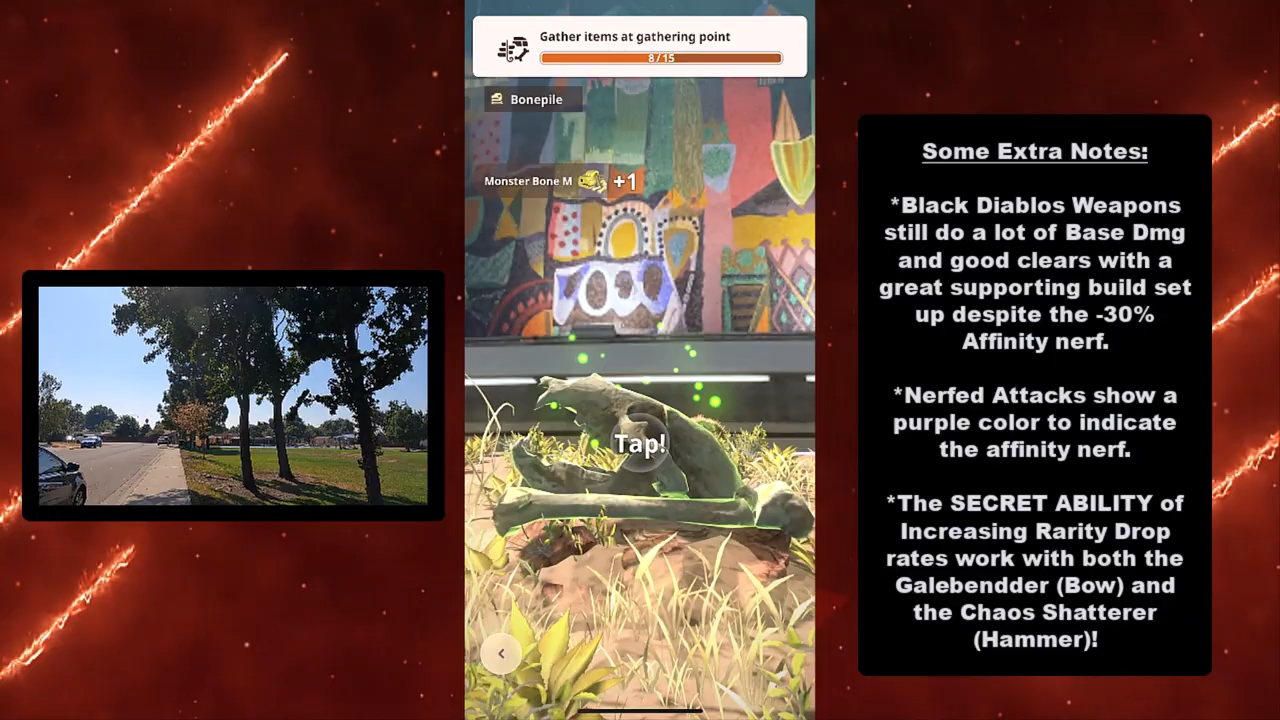 Gather items at gathering point
8/15
Bonepile
Monster Bone M +1
Tap!
Some Extra Notes:
*Black Diablos Weapons
still do a lot of Base Dmg
and good clears with a
great supporting build set
up despite the -30%
Affinity nerf.
*Nerfed Attacks show a
purple color to indicate
the affinity nerf.
*The SECRET ABILITY of
Increasing Rarity Drop
rates work with both the
Galebendder (Bow) and
the Chaos Shatterer
(Hammer)!